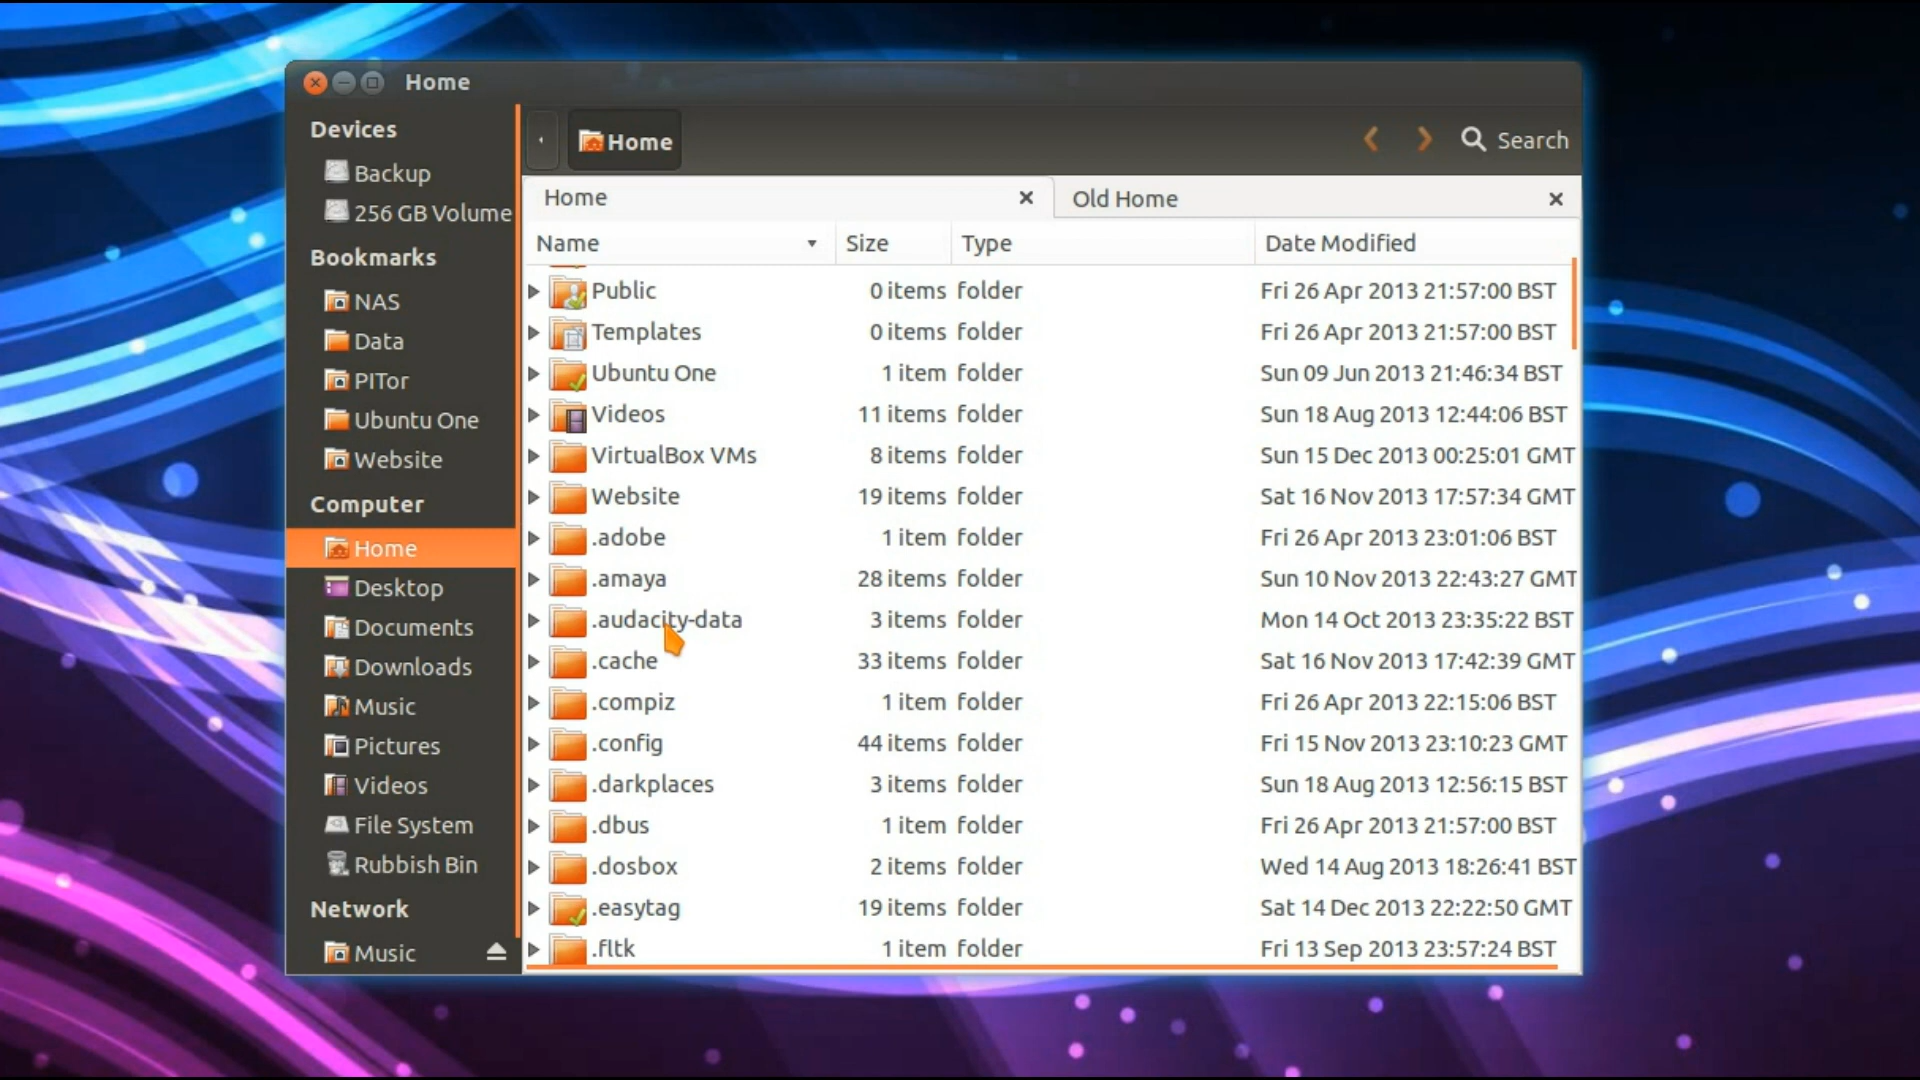 Home
Devices
Backup
256 GB Volume
Bookmarks
NAS
Data
PITor
Ubuntu One
Website
Computer
Home
Desktop
Documents
Downloads
Music
Pictures
Videos
File System
Rubbish Bin
Network
Music
Home
Search
Home Old Home
Name Size Type Date Modified
Public 0 items folder Fri 26 Apr 2013 21:57:00 BST
Templates 0 items folder Fri 26 Apr 2013 21:57:00 BST
Ubuntu One 1 item folder Sun 09 Jun 2013 21:46:34 BST
Videos 11 items folder Sun 18 Aug 2013 12:44:06 BST
VirtualBox VMs 8 items folder Sun 15 Dec 2013 00:25:01 GMT
Website 19 items folder Sat 16 Nov 2013 17:57:34 GMT
.adobe 1 item folder Fri 26 Apr 2013 23:01:06 BST
.amaya 28 items folder Sun 10 Nov 2013 22:43:27 GMT
.audacity-data 3 items folder Mon 14 Oct 2013 23:35:22 BST
.cache 33 items folder Sat 16 Nov 2013 17:42:39 GMT
.compiz 1 item folder Fri 26 Apr 2013 22:15:06 BST
.config 44 items folder Fri 15 Nov 2013 23:10:23 GMT
.darkplaces 3 items folder Sun 18 Aug 2013 12:56:15 BST
.dbus 1 item folder Fri 26 Apr 2013 21:57:00 BST
.dosbox 2 items folder Wed 14 Aug 2013 18:26:41 BST
.easytag 19 items folder Sat 14 Dec 2013 22:22:50 GMT
.fltk 1 item folder Fri 13 Sep 2013 23:57:24 BST